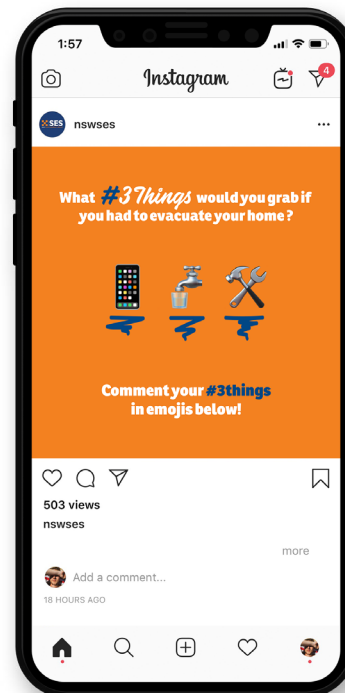 1:57
Instagram
4
SES
nswses
What #3Things would you grab if
you had to evacuate your home?
Comment your #3things
in emojis below!
503 views
nswses
more
Add a comment...
18 HOURS AGO